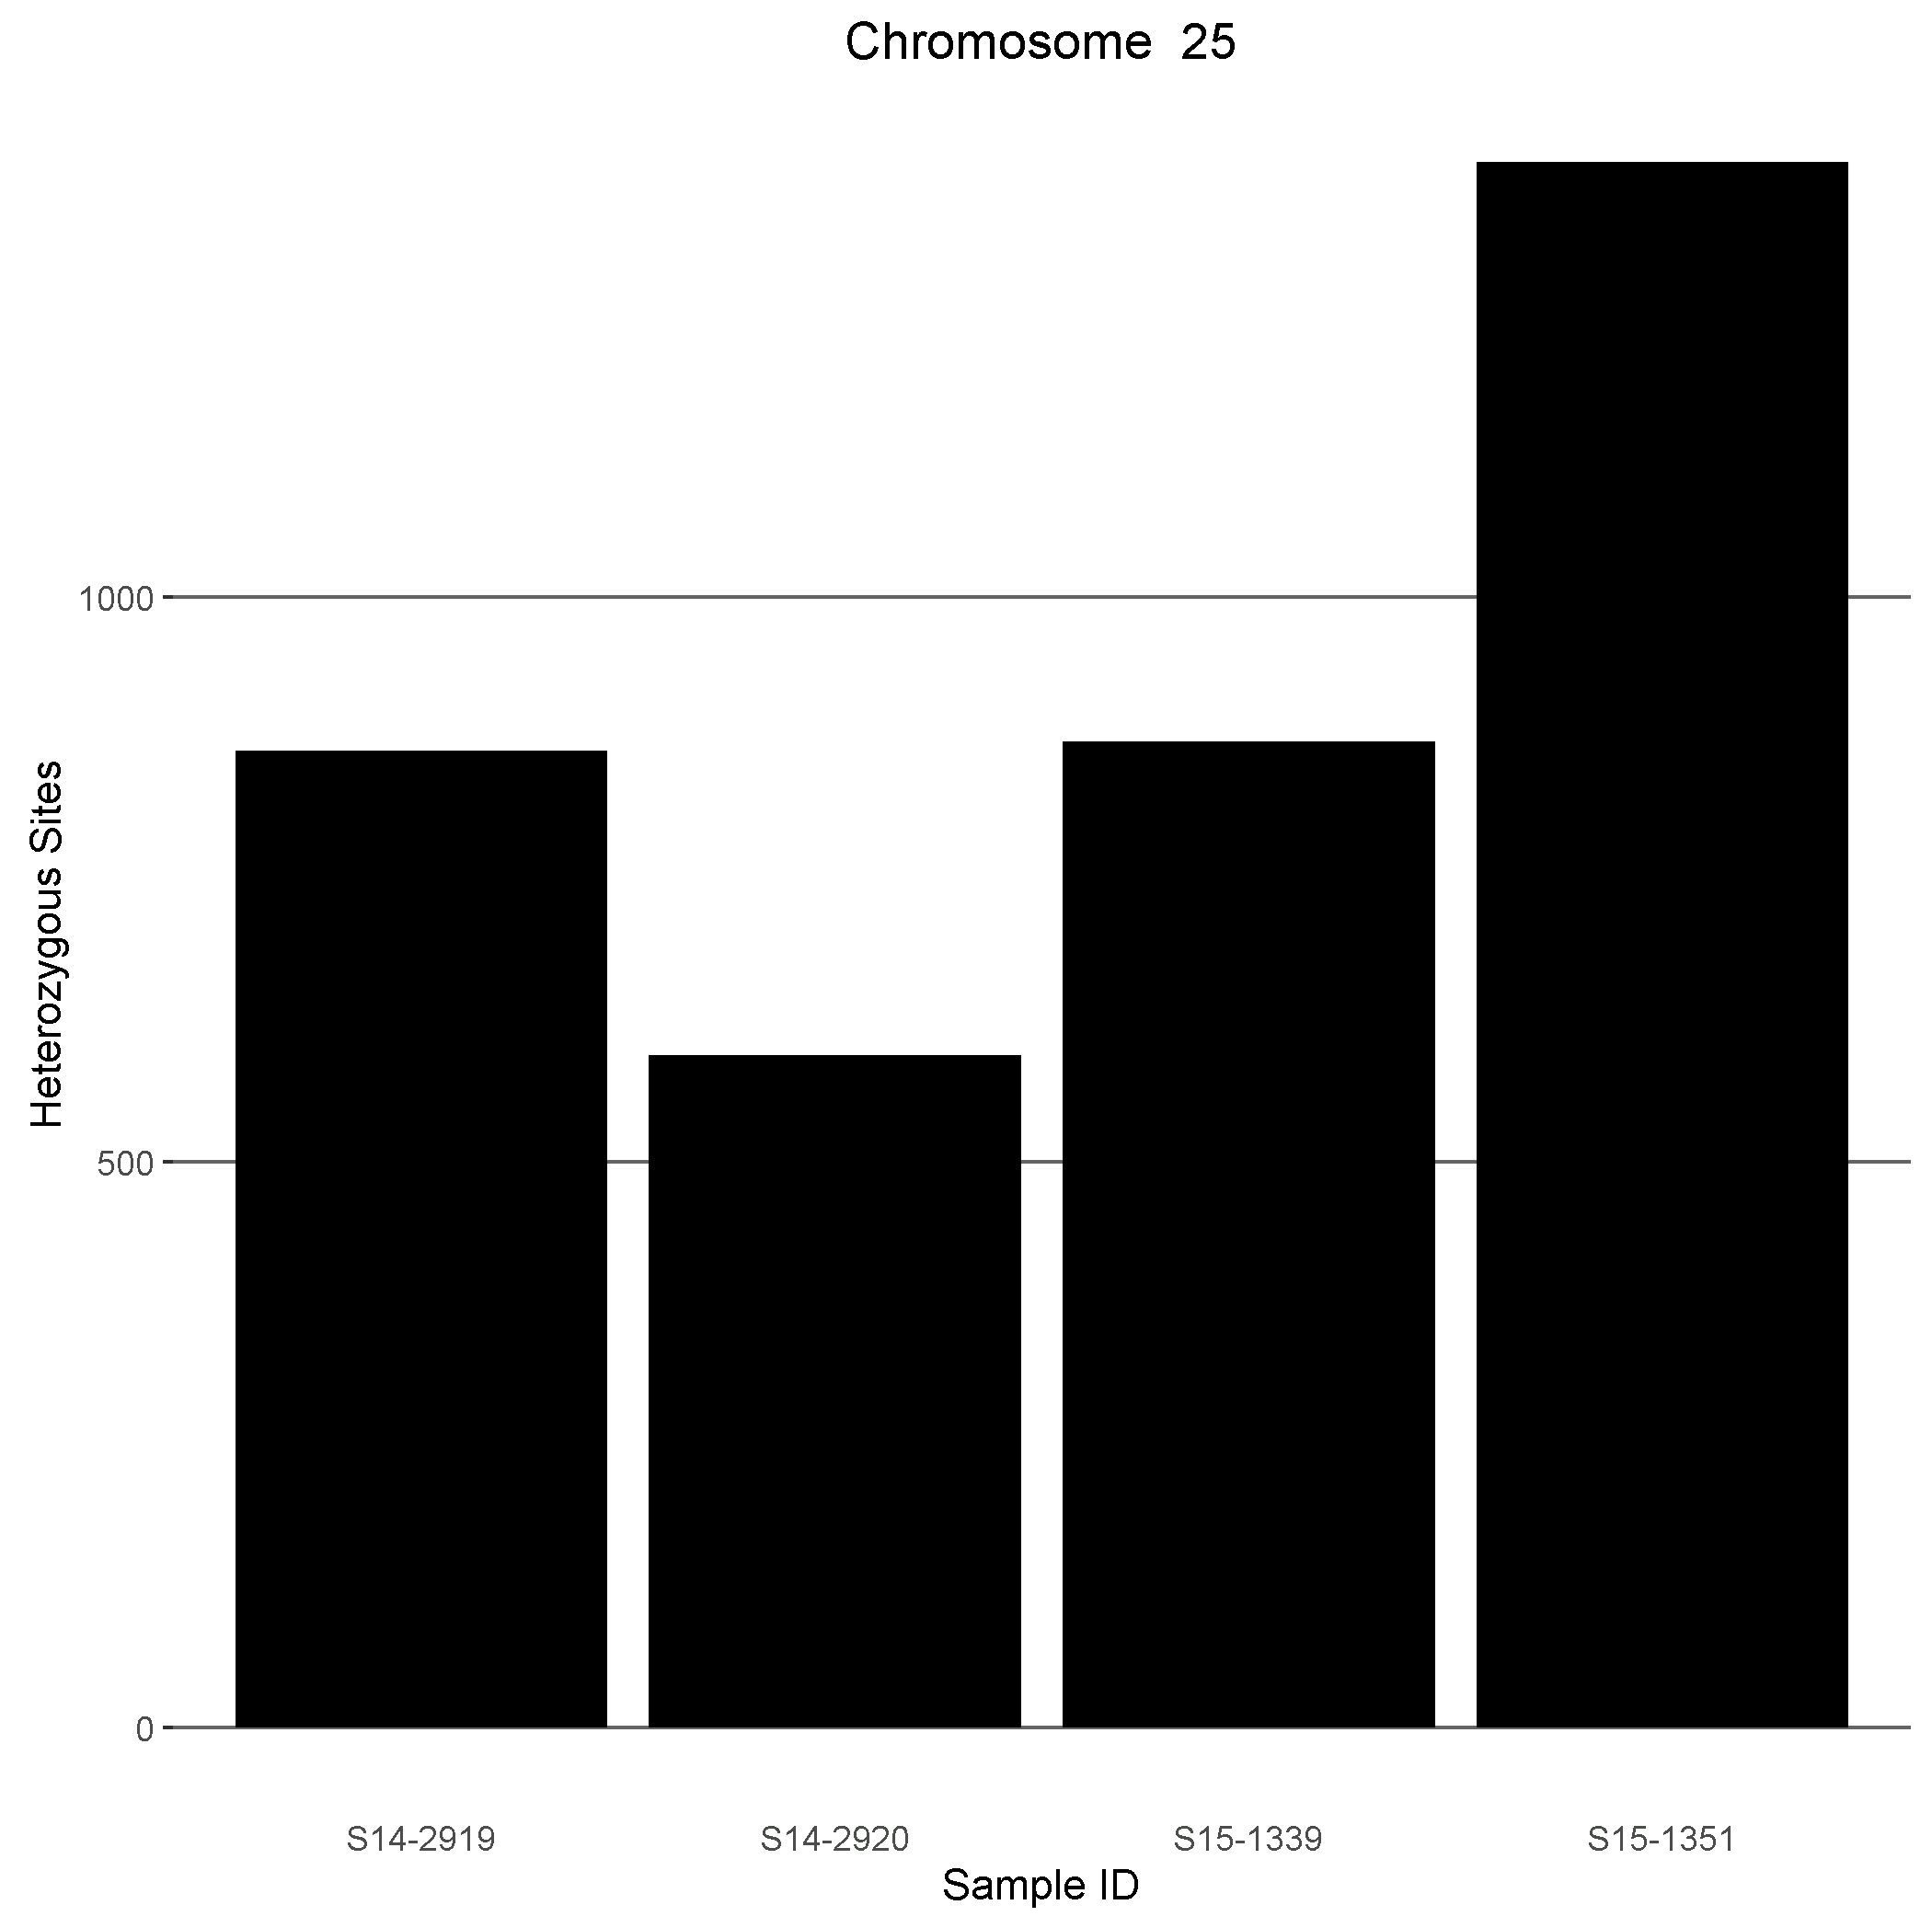 Chromosome  25
Heterozygous Sites
1000
500
0
S14-2919 S14-2920 S15-1339 S15-1351
Sample ID